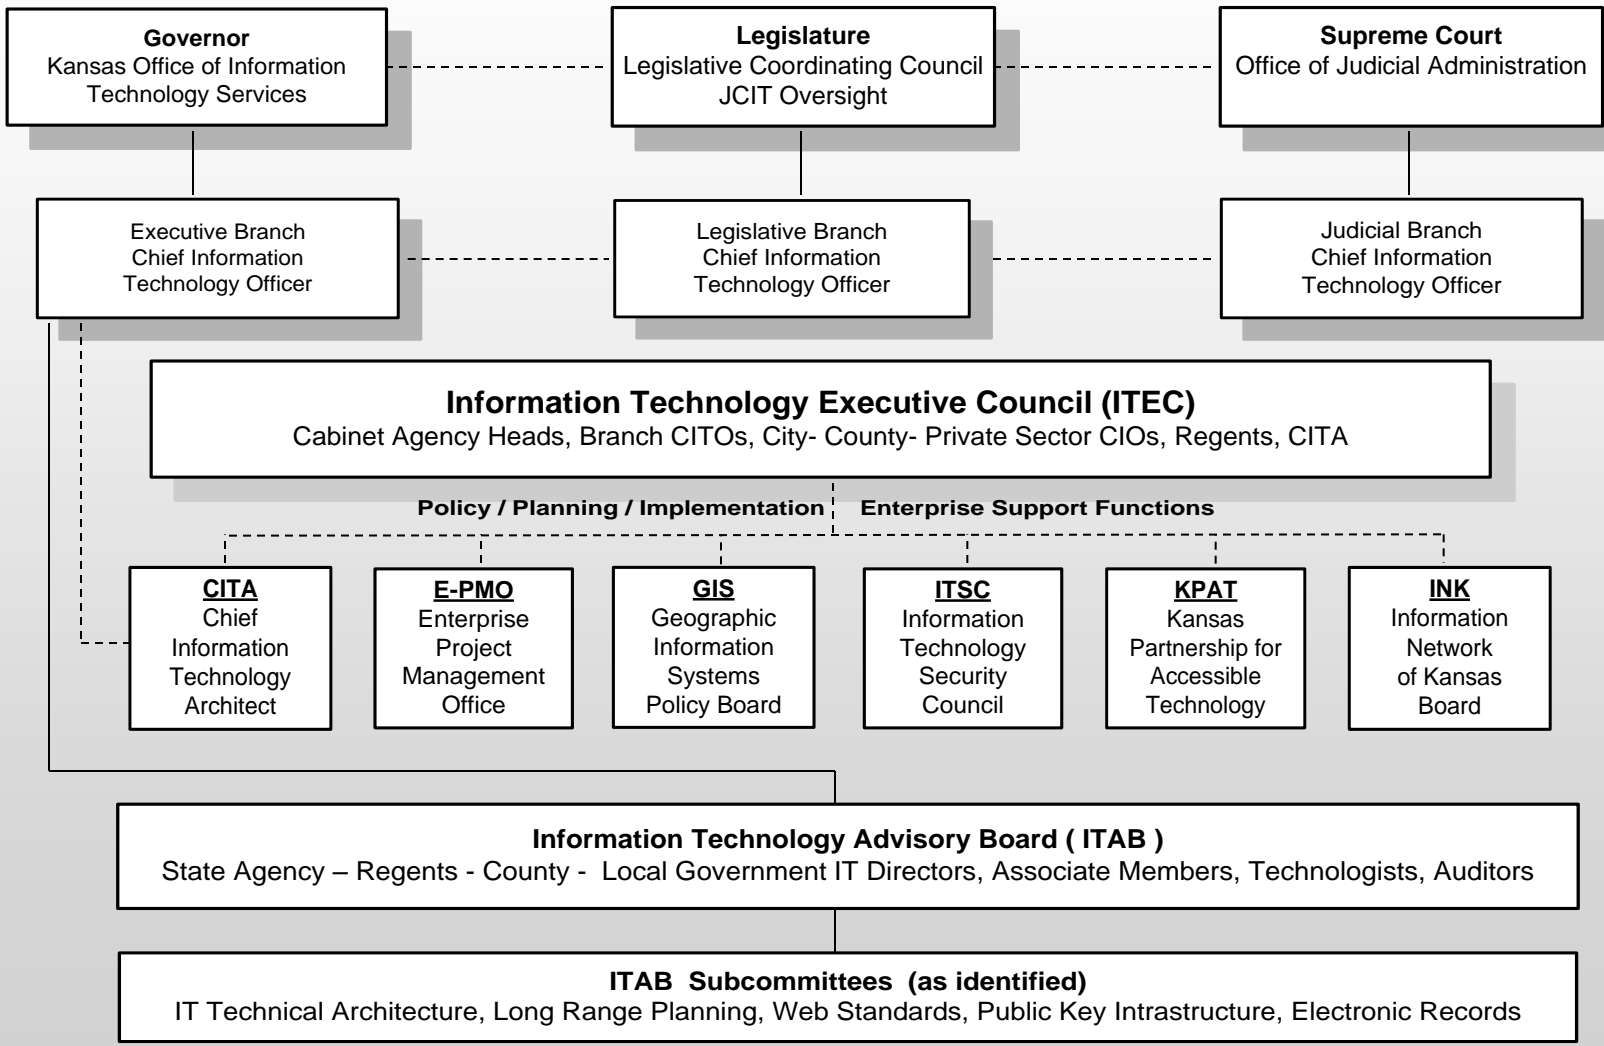 Governor
Kansas Office of Information
Technology Services
Legislature
Legislative Coordinating Council
JCIT Oversight
Supreme Court
Office of Judicial Administration
Executive Branch
Chief Information
Technology Officer
Legislative Branch
Chief Information
Technology Officer
Judicial Branch
Chief Information
Technology Officer
Information Technology Executive Council (ITEC)
Cabinet Agency Heads, Branch CITOs, City- County- Private Sector CIOs, Regents, CITA
Policy / Planning / Implementation
Enterprise Support Functions
CITA
Chief
Information
Technology
Architect
E-PMO
Enterprise
Project
Management
Office
GIS
Geographic
Information
Systems
Policy Board
ITSC
Information
Technology
Security
Council
KPAT
Kansas
Partnership for
Accessible
Technology
INK
Information
Network
of Kansas
Board
Information Technology Advisory Board ( ITAB )
State Agency – Regents - County - Local Government IT Directors, Associate Members, Technologists, Auditors
ITAB Subcommittees (as identified)
IT Technical Architecture, Long Range Planning, Web Standards, Public Key Intrastructure, Electronic Records